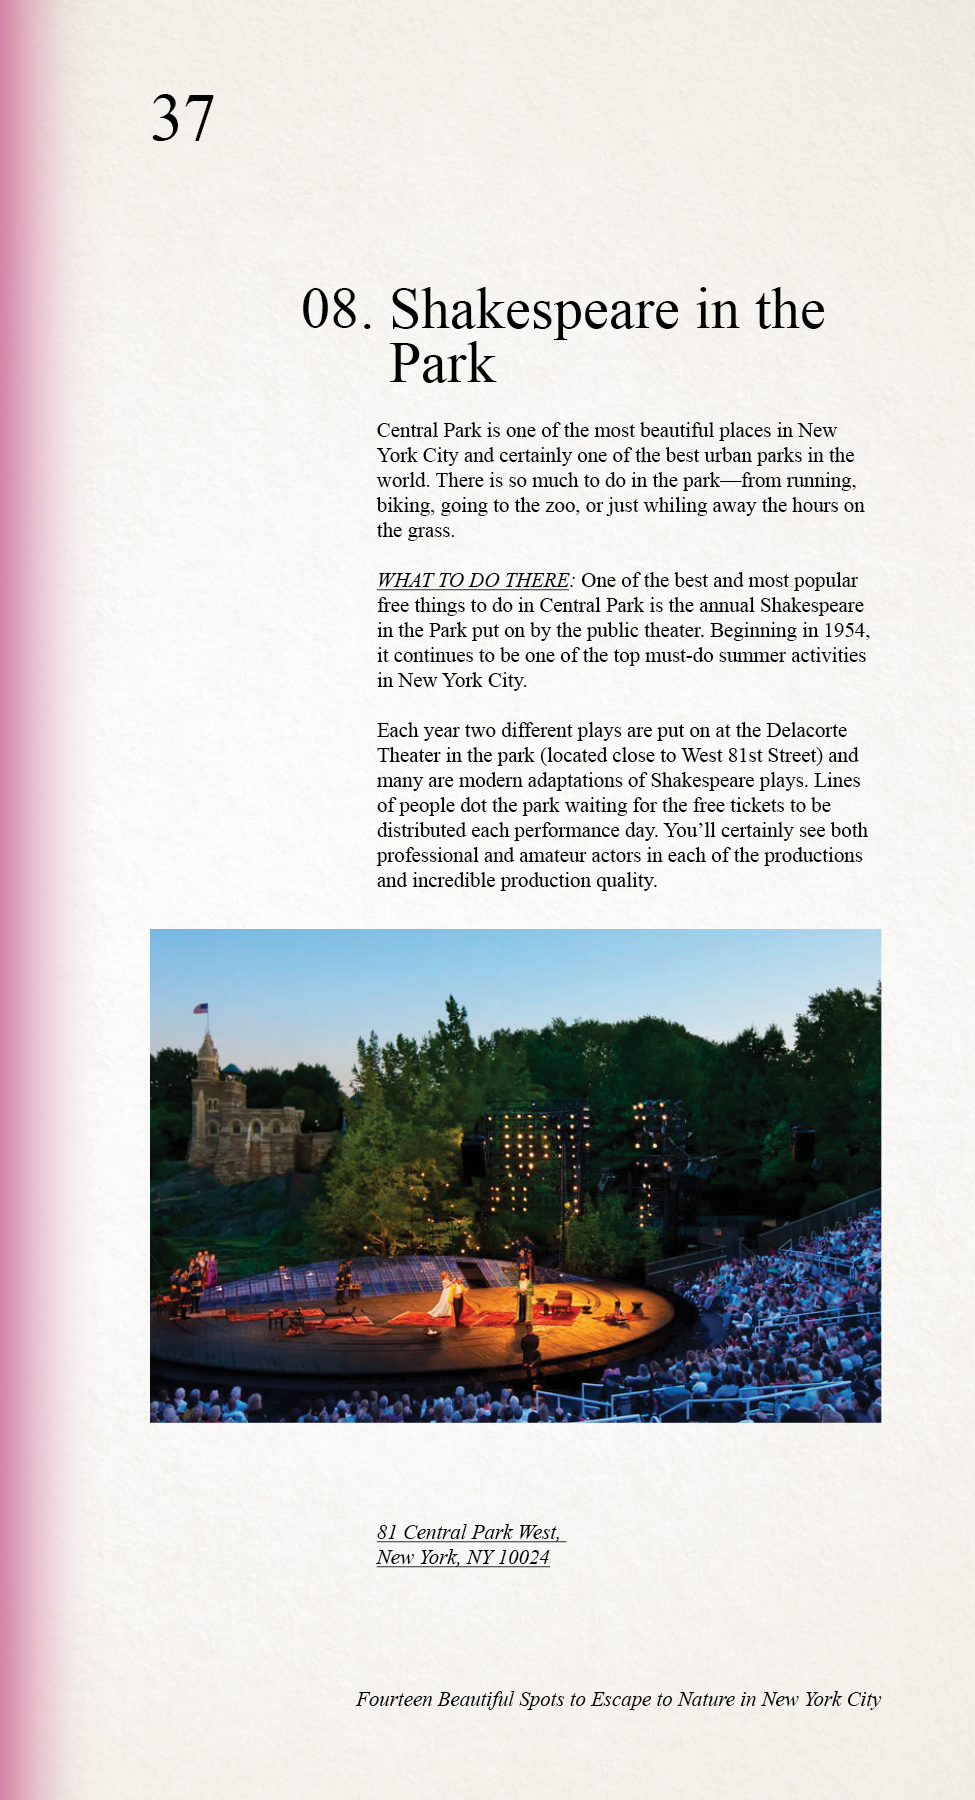 37
08. Shakespeare in the
Park
Central Park is one of the most beautiful places in New
York City and certainly one of the best urban parks in the
world. There is so much to do in the park—from running,
biking, going to the zoo, or just whiling away the hours on
the grass.
WHAT TO DO THERE: One of the best and most popular
free things to do in Central Park is the annual Shakespeare
in the Park put on by the public theater. Beginning in 1954,
it continues to be one of the top must-do summer activities
in New York City.
Each year two different plays are put on at the Delacorte
Theater in the park (located close to West 81st Street) and
many are modern adaptations of Shakespeare plays. Lines
of people dot the park waiting for the free tickets to be
distributed each performance day. You’ll certainly see both
professional and amateur actors in each of the productions
and incredible production quality.
81 Central Park West,
New York, NY 10024
Fourteen Beautiful Spots to Escape to Nature in New York City